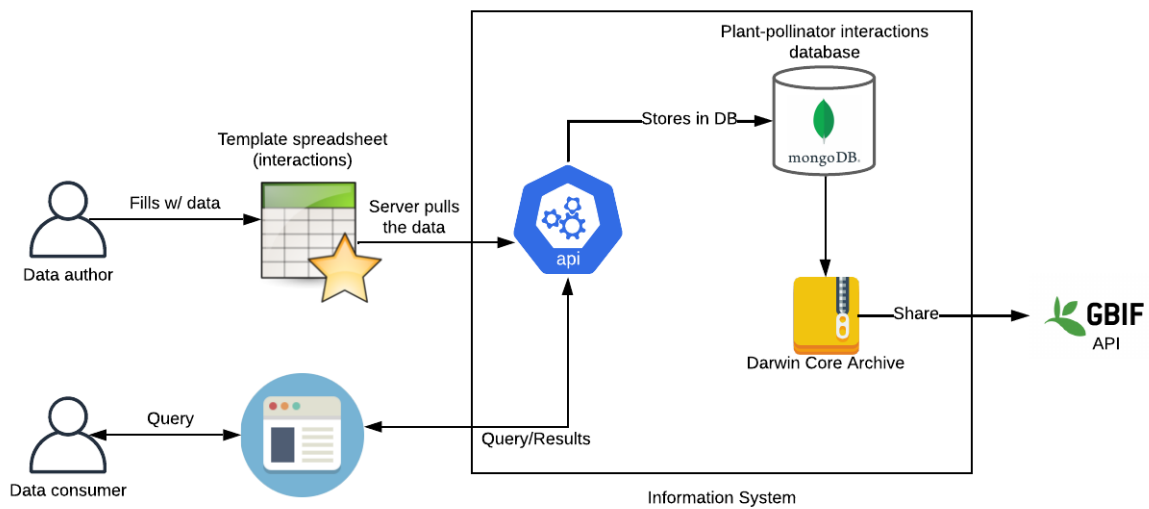 Plant-pollinator interactions
database
Stores in DB
mongoDB.
Template spreadsheet
(interactions)
Fills w/ data
Server pulls
the data
Data author
api
Share
GBIF
API
Darwin Core Archive
Query
Query/Results
Data consumer
Information System